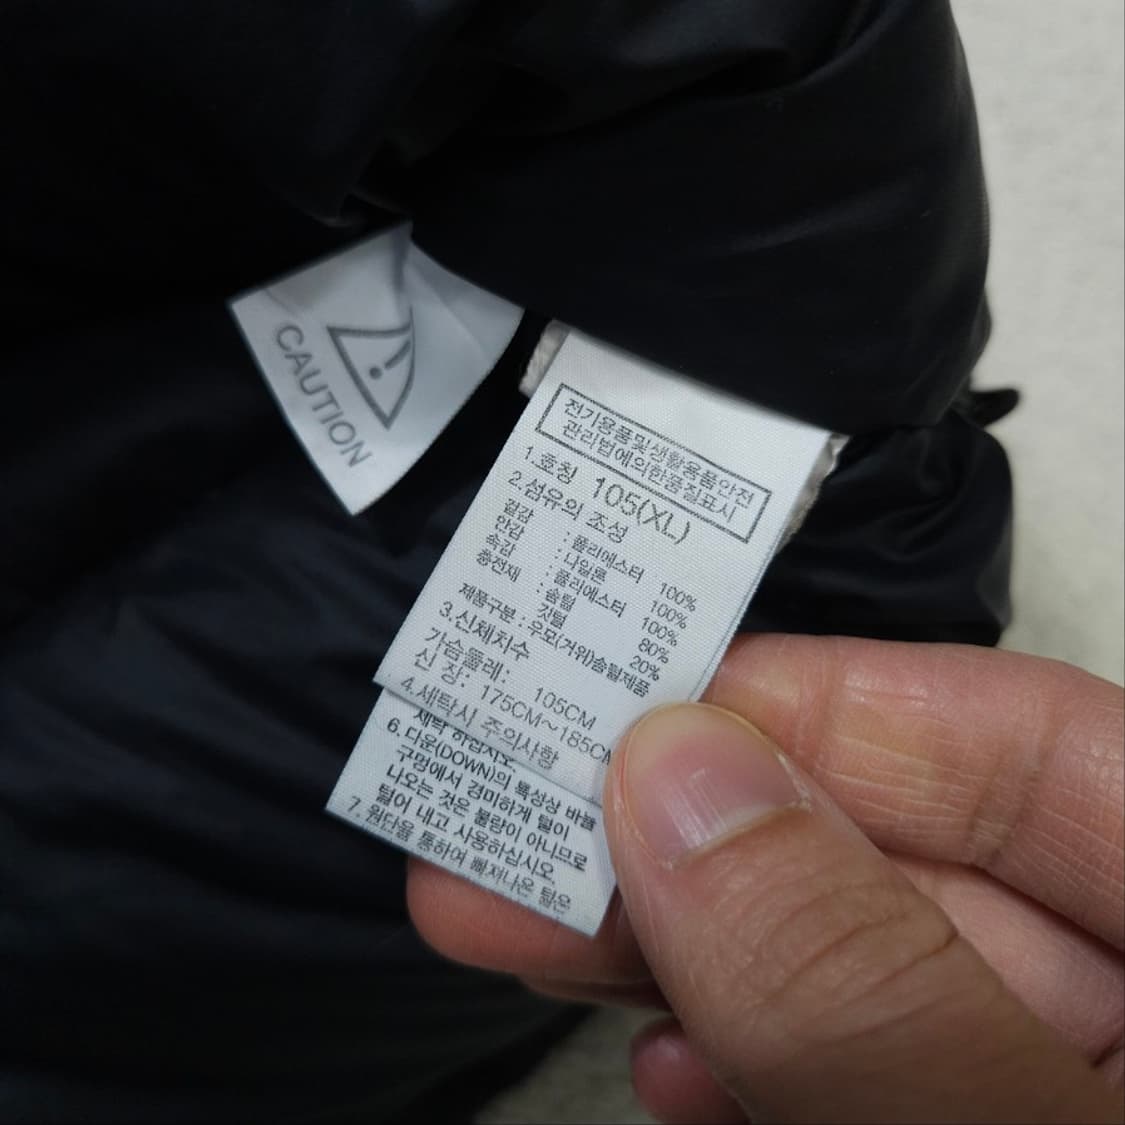 CAUTION
전기용품및생활용품안전
관리법에의한품질표시
1.호칭 105(XL)
2.섬유의 조성
겉감 : 폴리에스터 100%
안감 : 나일론 100%
속감 : 폴리에스터 100%
충전재 : 솜털 80%
깃털 20%
제품구분 : 우모(거위)솜털제품
3.신체치수
가슴둘레: 105CM
신 장: 175CM~185CM
4.세탁시 주의사항
세탁 하십시오.
6.다운(DOWN)의 특성상 바늘
구멍에서 경미하게 털이
나오는 것은 불량이 아니므로
털어 내고 사용하십시오.
7.원단을 통하여 빠져나온 털은